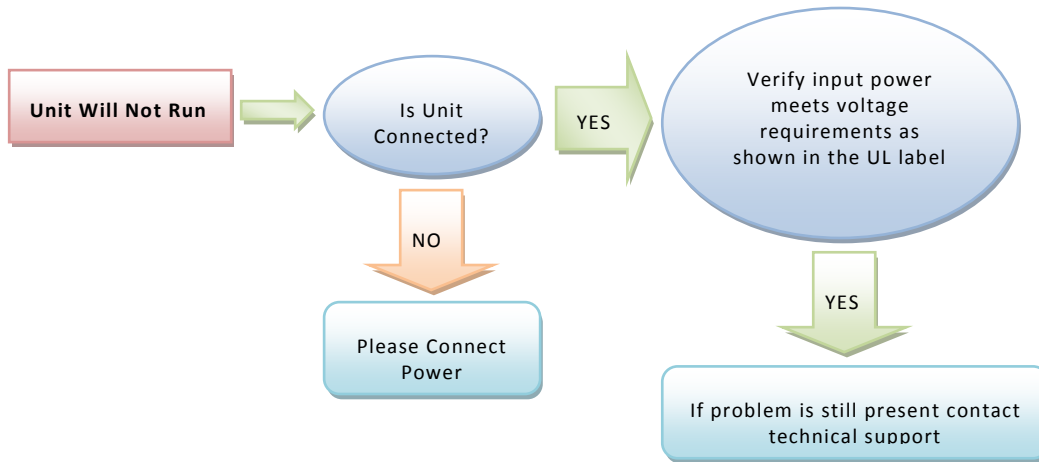 Unit Will Not Run
Is Unit
Connected?
YES
Verify input power
meets voltage
requirements as
shown in the UL label
NO
Please Connect
Power
YES
If problem is still present contact
technical support